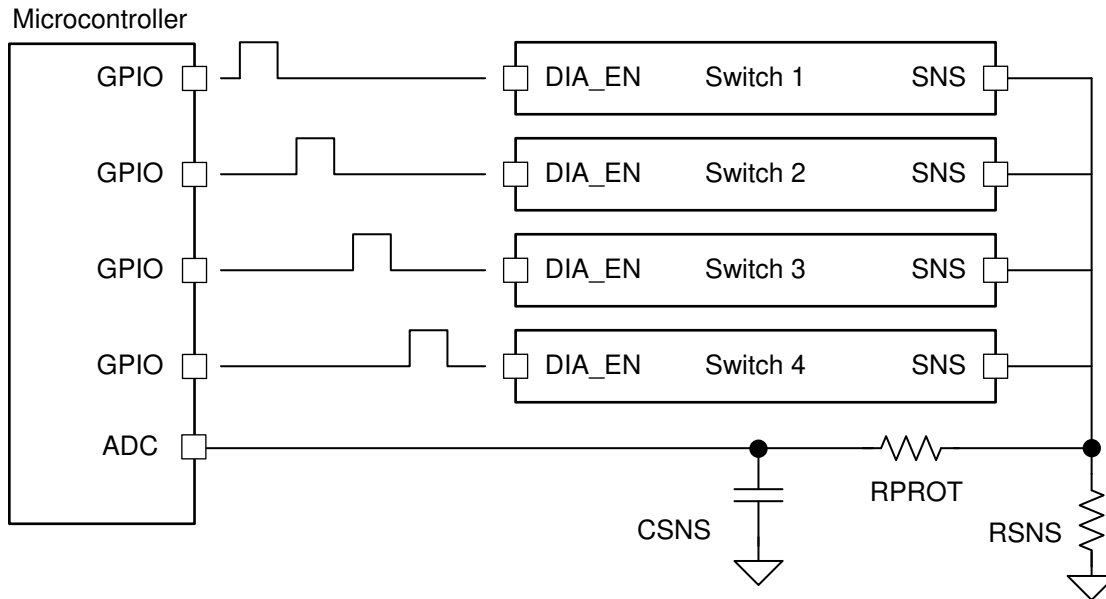 Microcontroller
GPIO DIA_EN Switch 1 SNS
GPIO DIA_EN Switch 2 SNS
GPIO DIA_EN Switch 3 SNS
GPIO DIA_EN Switch 4 SNS
ADC
RPROT
CSNS
RSNS